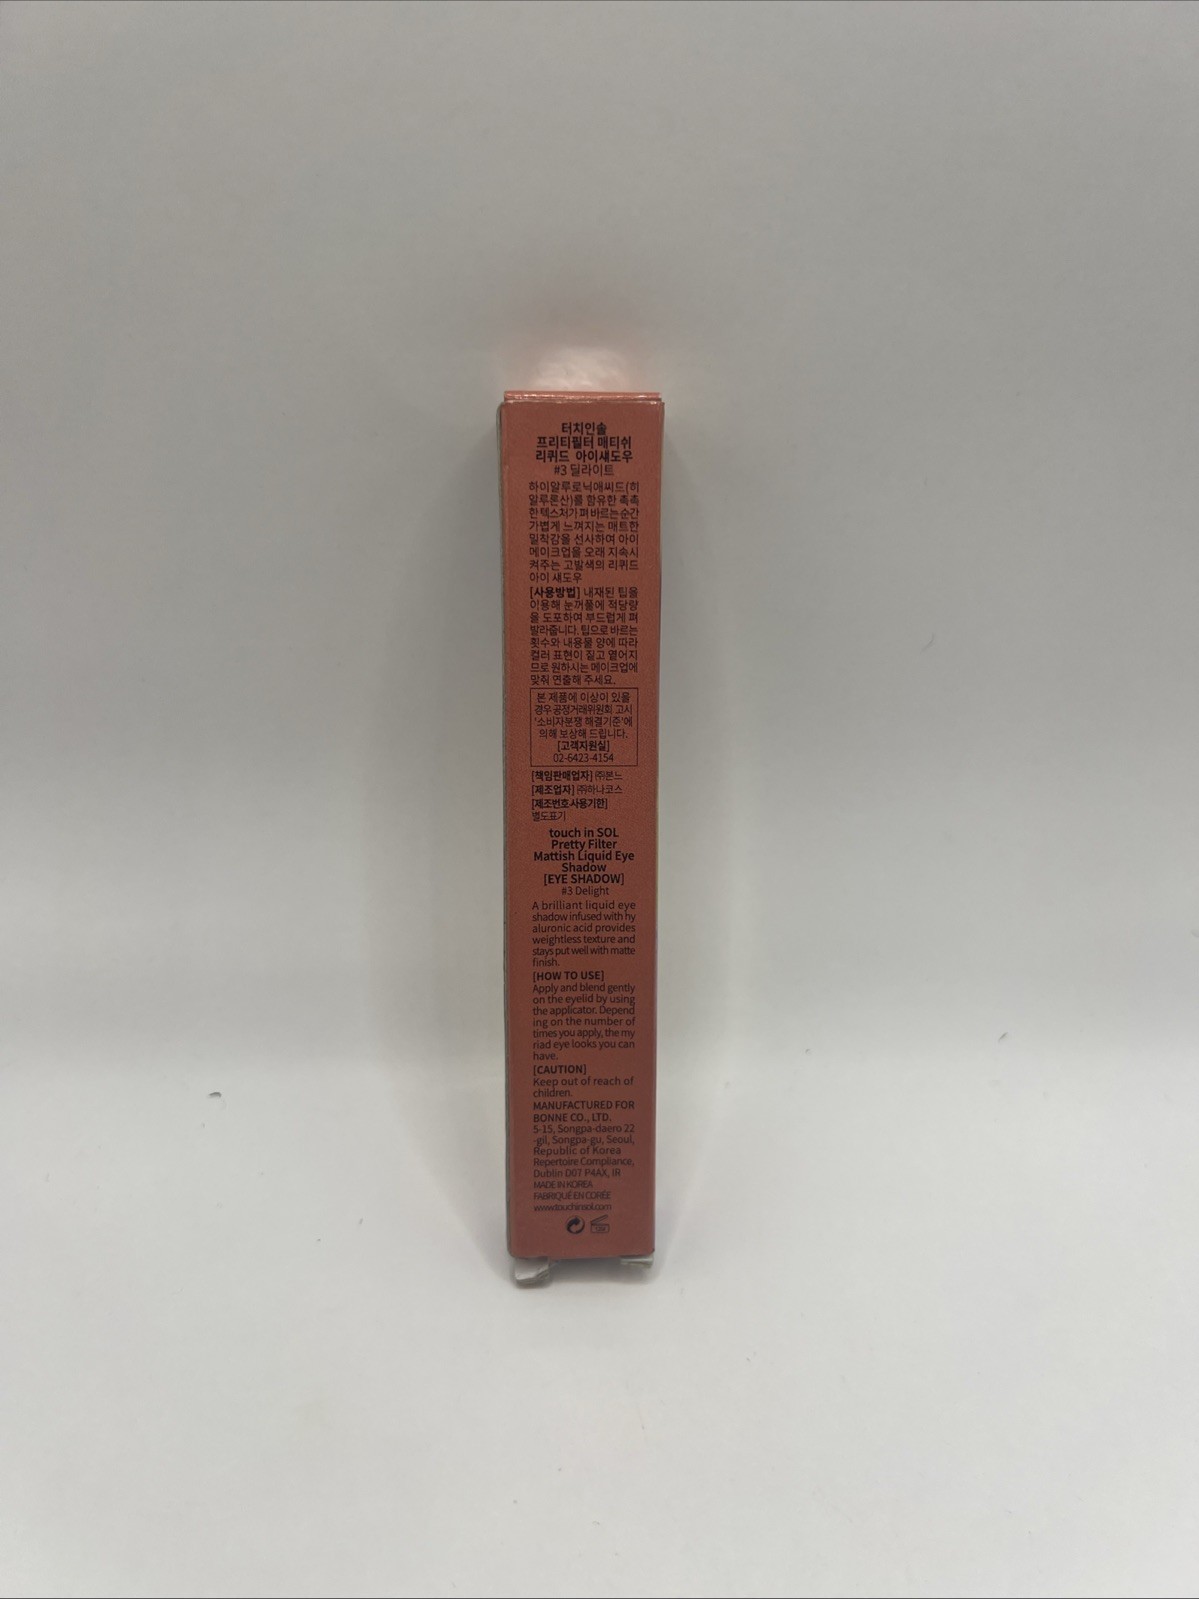 터치인솔
프리티필터 매티쉬
리퀴드 아이섀도우
#3 딜라이트
하이알루로닉애씨드(히
알루론산)를 함유한 촉촉
한 텍스처가 펴 바르는 순간
가볍게 느껴지는 매트한
밀착감을 선사하여 아이
메이크업을 오래 지속시
켜주는 고발색의 리퀴드
아이 섀도우
[사용방법] 내재된 팁을
이용해 눈꺼풀에 적당량
을 도포하여 부드럽게 펴
발라줍니다. 팁으로 바르는
횟수와 내용물 양에 따라
컬러 표현이 짙고 옅어지
므로 원하시는 메이크업에
맞춰 연출해 주세요.
본 제품에 이상이 있을
경우 공정거래위원회 고시
'소비자분쟁 해결기준'에
의해 보상해 드립니다.
[고객지원실]
02-6423-4154
[책임판매업자] ㈜본느
[제조업자] ㈜하나코스
[제조번호사용기한]
별도표기
touch in SOL
Pretty Filter
Mattish Liquid Eye
Shadow
[EYE SHADOW]
#3 Delight
A brilliant liquid eye
shadow infused with hy
aluronic acid provides
weightless texture and
stays put well with matte
finish.
[HOW TO USE]
Apply and blend gently
on the eyelid by using
the applicator. Depend
ing on the number of
times you apply, the my
riad eye looks you can
have.
[CAUTION]
Keep out of reach of
children.
MANUFACTURED FOR
BONNE CO., LTD.
5-15, Songpa-daero 22
-gil, Songpa-gu, Seoul,
Republic of Korea
Repertoire Compliance,
Dublin D07 P4AX, IR
MADE IN KOREA
FABRIQUÉ EN CORÉE
www.touchinsol.com